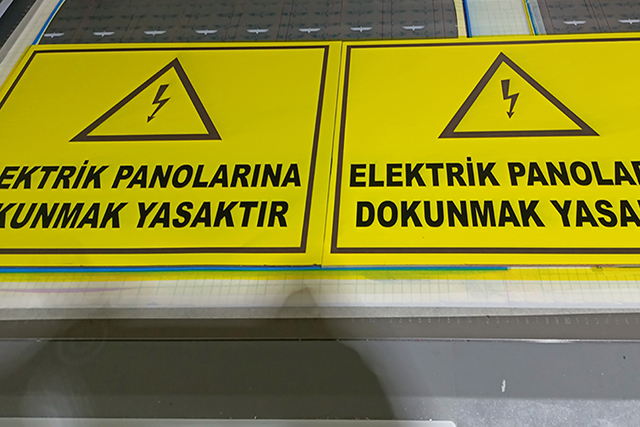 EKTRİK PANOLARINA
KUNMAK YASAKTIR
ELEKTRİK PANOLAR
DOKUNMAK YASA